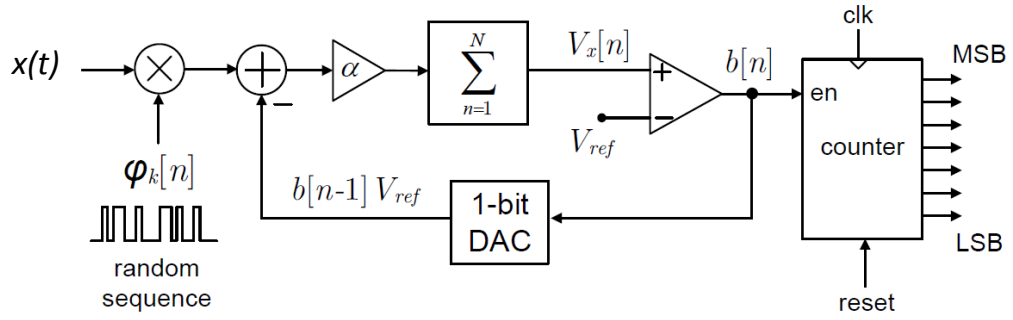 clk
x(t)
α
N
∑
n=1
V_x[n]
+
−
V_ref
b[n]
en
counter
MSB
LSB
+
−
φ_k[n]
random
sequence
b[n-1] V_ref
1-bit
DAC
reset